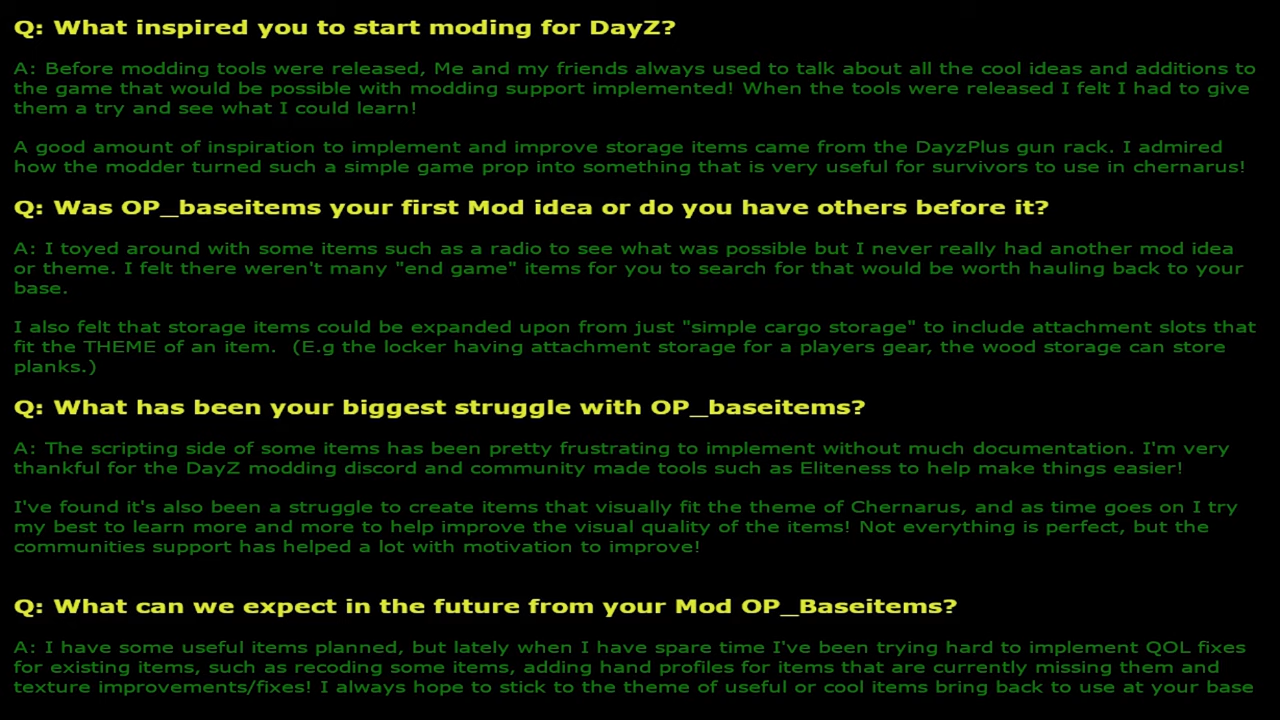 Q: What inspired you to start moding for DayZ?
A: Before modding tools were released, Me and my friends always used to talk about all the cool ideas and additions to
the game that would be possible with modding support implemented! When the tools were released I felt I had to give
them a try and see what I could learn!
A good amount of inspiration to implement and improve storage items came from the DayzPlus gun rack. I admired
how the modder turned such a simple game prop into something that is very useful for survivors to use in chernarus!
Q: Was OP_baseitems your first Mod idea or do you have others before it?
A: I toyed around with some items such as a radio to see what was possible but I never really had another mod idea
or theme. I felt there weren't many "end game" items for you to search for that would be worth hauling back to your
base.
I also felt that storage items could be expanded upon from just "simple cargo storage" to include attachment slots that
fit the THEME of an item.  (E.g the locker having attachment storage for a players gear, the wood storage can store
planks.)
Q: What has been your biggest struggle with OP_baseitems?
A: The scripting side of some items has been pretty frustrating to implement without much documentation. I'm very
thankful for the DayZ modding discord and community made tools such as Eliteness to help make things easier!
I've found it's also been a struggle to create items that visually fit the theme of Chernarus, and as time goes on I try
my best to learn more and more to help improve the visual quality of the items! Not everything is perfect, but the
communities support has helped a lot with motivation to improve!
Q: What can we expect in the future from your Mod OP_Baseitems?
A: I have some useful items planned, but lately when I have spare time I've been trying hard to implement QOL fixes
for existing items, such as recoding some items, adding hand profiles for items that are currently missing them and
texture improvements/fixes! I always hope to stick to the theme of useful or cool items bring back to use at your base